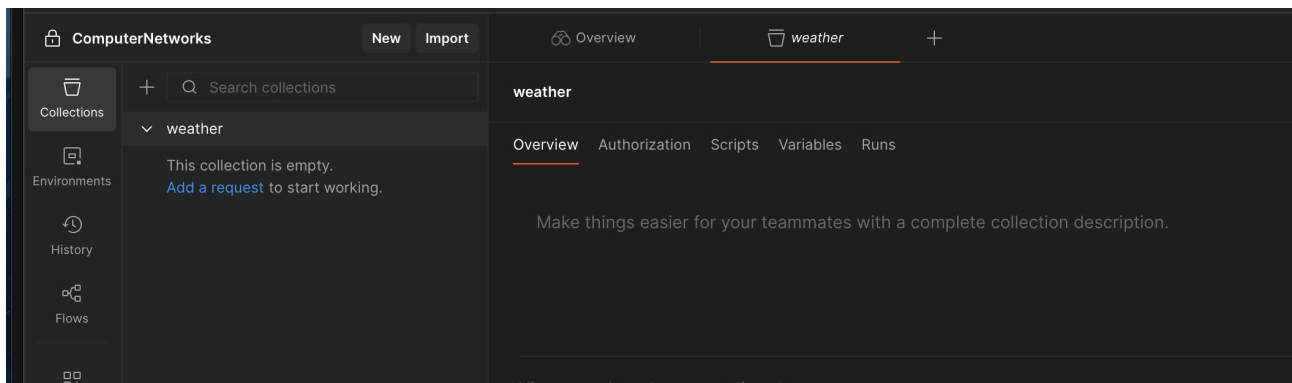 ComputerNetworks
New
Import
Overview
weather
Collections
Search collections
weather
weather
This collection is empty.
Add a request to start working.
Overview
Authorization
Scripts
Variables
Runs
Environments
Make things easier for your teammates with a complete collection description.
History
Flows